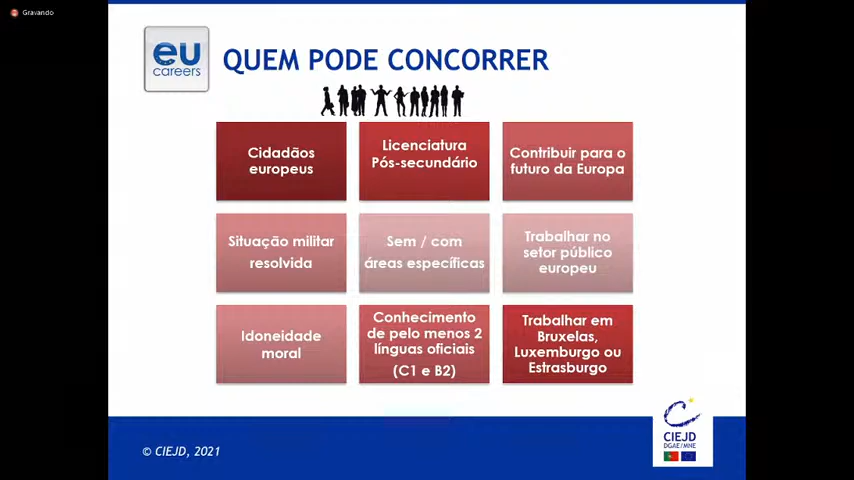 Gravando
eu
careers
QUEM PODE CONCORRER
Cidadãos
europeus
Licenciatura
Pós-secundário
Contribuir para o
futuro da Europa
Situação militar
resolvida
Sem / com
áreas específicas
Trabalhar no
setor público
europeu
Idoneidade
moral
Conhecimento
de pelo menos 2
línguas oficiais
(C1 e B2)
Trabalhar em
Bruxelas,
Luxemburgo ou
Estrasburgo
© CIEJD, 2021
CIEJD
DGAE/MNE